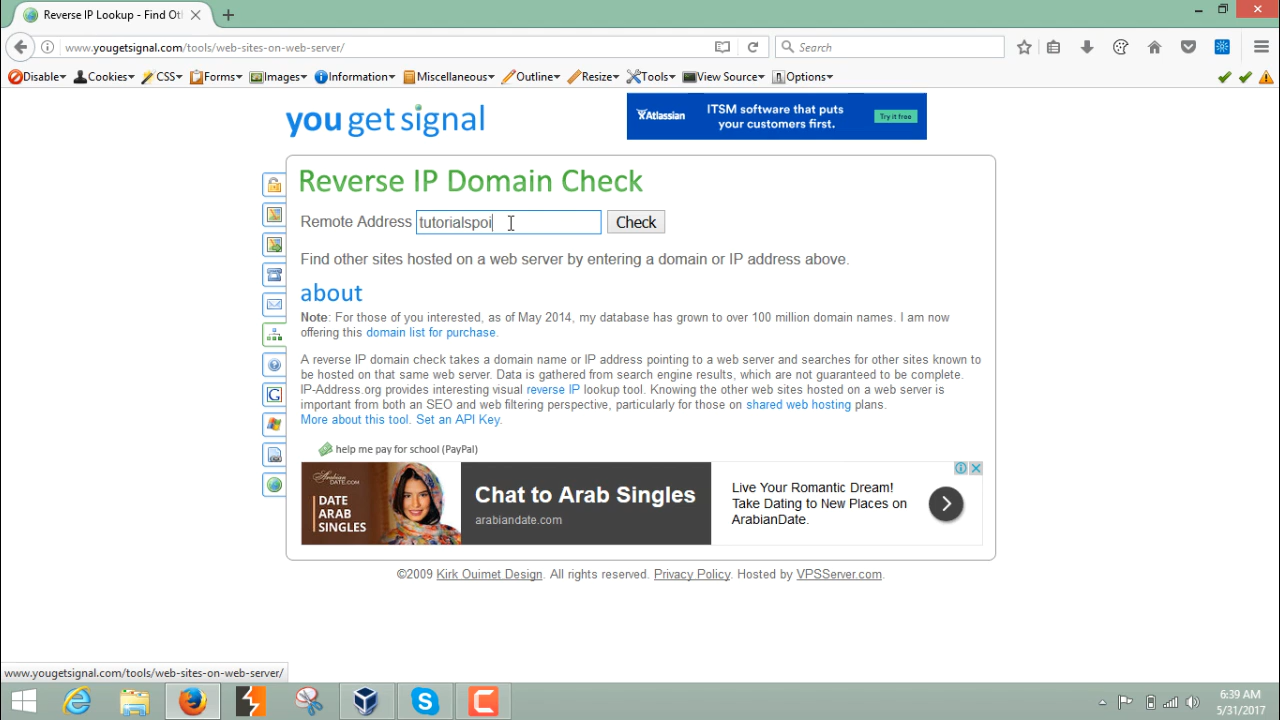 Reverse IP Lookup - Find Ot
www.yougetsignal.com/tools/web-sites-on-web-server/
Search
Disable Cookies CSS Forms Images Information Miscellaneous Outline Resize Tools View Source Options
you get signal
Atlassian
ITSM software that puts
your customers first.
Try it free
Reverse IP Domain Check
Remote Address tutorialspoi Check
Find other sites hosted on a web server by entering a domain or IP address above.
about
Note: For those of you interested, as of May 2014, my database has grown to over 100 million domain names. I am now
offering this domain list for purchase.
A reverse IP domain check takes a domain name or IP address pointing to a web server and searches for other sites known to
be hosted on that same web server. Data is gathered from search engine results, which are not guaranteed to be complete.
IP-Address.org provides interesting visual reverse IP lookup tool. Knowing the other web sites hosted on a web server is
important from both an SEO and web filtering perspective, particularly for those on shared web hosting plans.
More about this tool. Set an API Key.
help me pay for school (PayPal)
ARABIAN
DATE.COM
DATE
ARAB
SINGLES
Chat to Arab Singles
arabiandate.com
Live Your Romantic Dream!
Take Dating to New Places on
ArabianDate.
©2009 Kirk Ouimet Design. All rights reserved. Privacy Policy. Hosted by VPSServer.com.
www.yougetsignal.com/tools/web-sites-on-web-server/
6:39 AM
5/31/2017